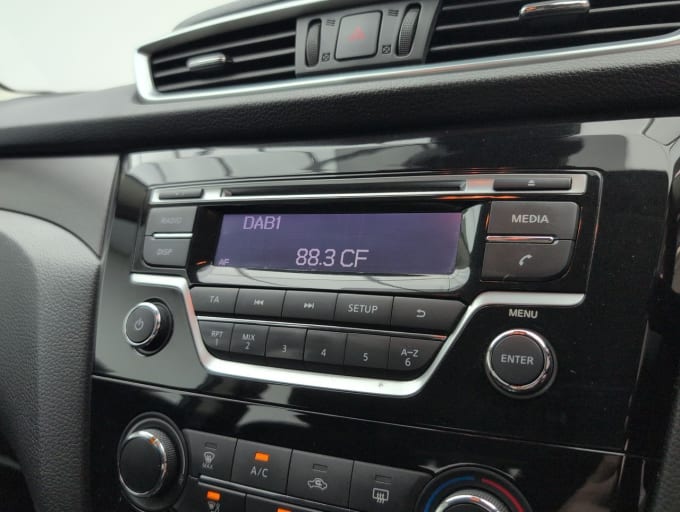 RADIO
MEDIA
DISP
DAB1
AF
88.3 CF
TA
SETUP
RPT
1
MIX
2
3
4
5
A-Z
6
MENU
ENTER
MAX
A/C